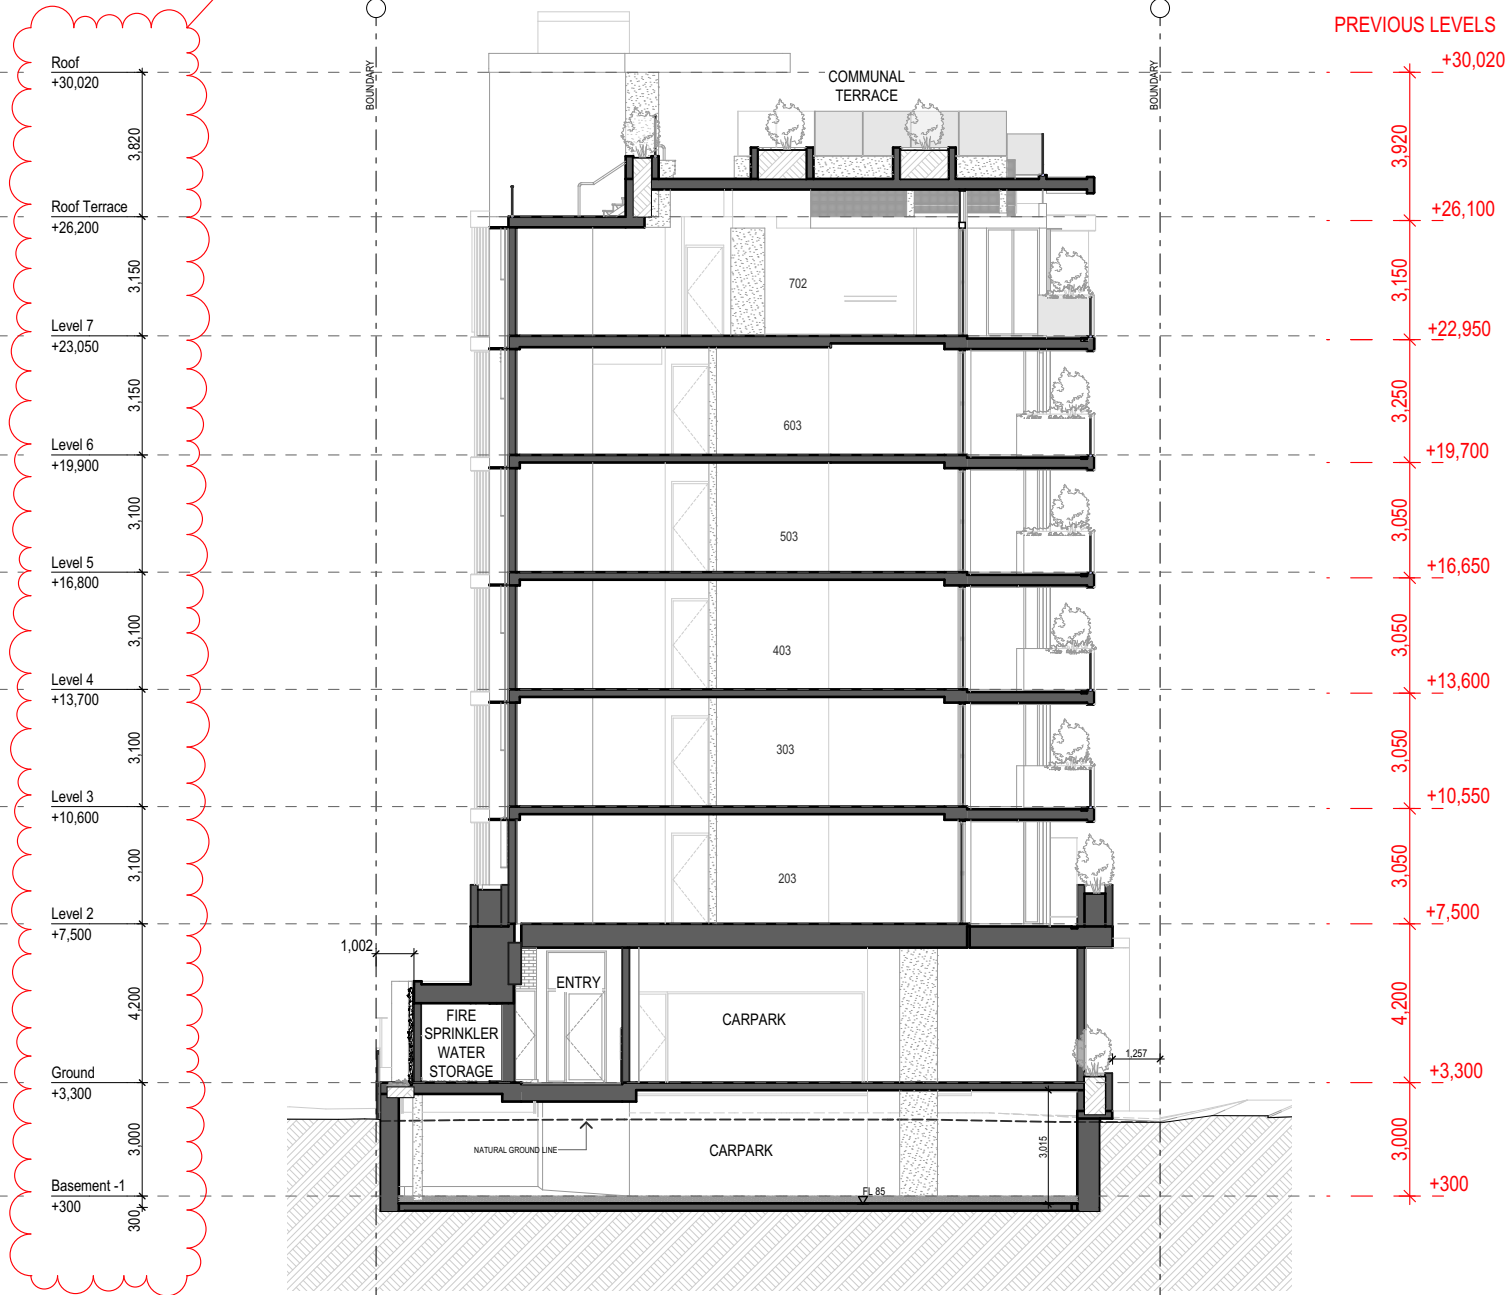 PREVIOUS LEVELS
Roof
+30,020
3,820
Roof Terrace
+26,200
3,150
Level 7
+23,050
3,150
Level 6
+19,900
3,100
Level 5
+16,800
3,100
Level 4
+13,700
3,100
Level 3
+10,600
3,100
Level 2
+7,500
4,200
Ground
+3,300
3,000
Basement -1
+300
300
BOUNDARY
COMMUNAL
TERRACE
BOUNDARY
702
603
503
403
303
203
1,002
ENTRY
FIRE
SPRINKLER
WATER
STORAGE
CARPARK
1,257
NATURAL GROUND LINE
CARPARK
3,015
FL 85
+30,020
3,920
+26,100
3,150
+22,950
3,250
+19,700
3,050
+16,650
3,050
+13,600
3,050
+10,550
3,050
+7,500
4,200
+3,300
3,000
+300